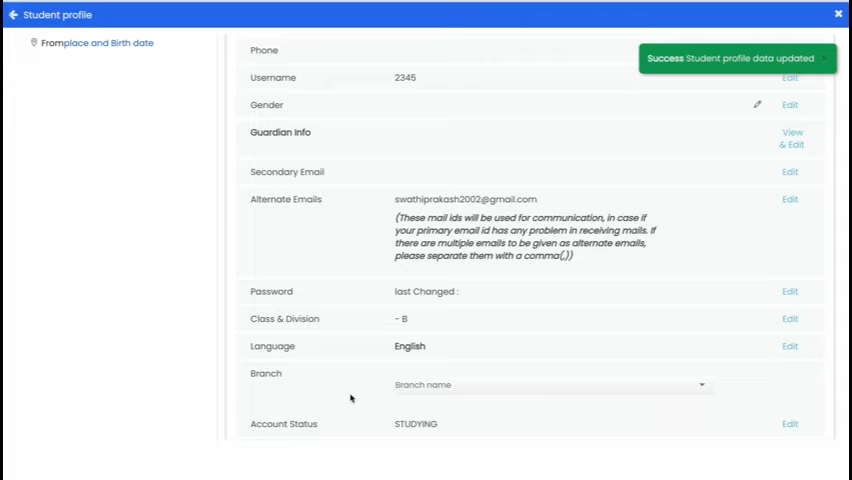 Student profile
Fromplace and Birth date
Phone
Success Student profile data updated
Username 2345 Edit
Gender Edit
Guardian Info View
& Edit
Secondary Email Edit
Alternate Emails swathiprakash2002@gmail.com Edit
(These mail ids will be used for communication, in case if
your primary email id has any problem in receiving mails. If
there are multiple emails to be given as alternate emails,
please separate them with a comma(,))
Password last Changed : Edit
Class & Division - B Edit
Language English Edit
Branch
Branch name
Account Status STUDYING Edit